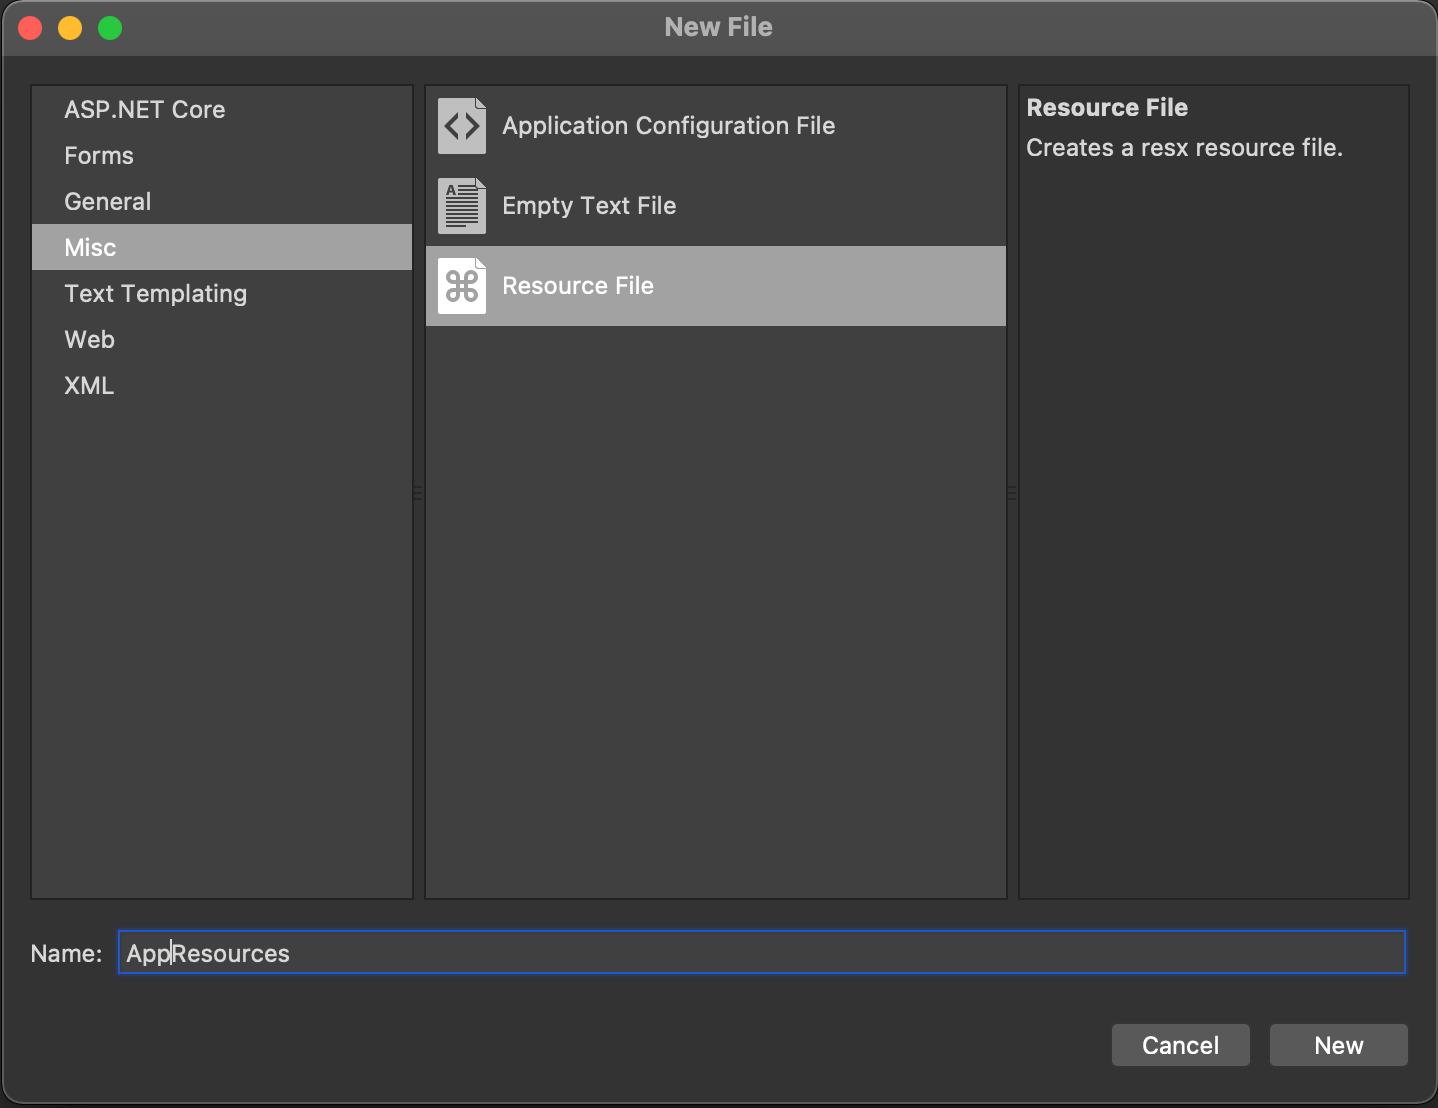 New File
ASP.NET Core
Forms
General
Misc
Text Templating
Web
XML
Application Configuration File
Empty Text File
Resource File
Resource File
Creates a resx resource file.
Name: AppResources
Cancel New